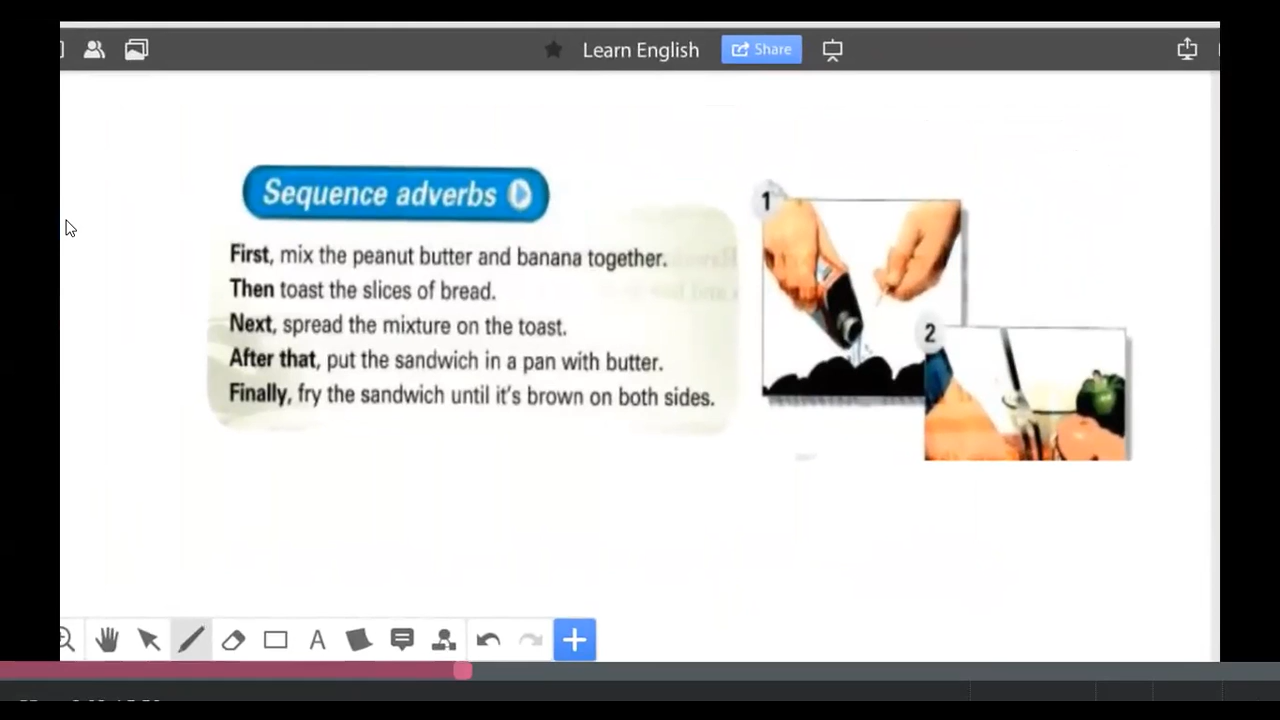 Learn English
Share
Sequence adverbs
First, mix the peanut butter and banana together.
Then toast the slices of bread.
Next, spread the mixture on the toast.
After that, put the sandwich in a pan with butter.
Finally, fry the sandwich until it's brown on both sides.
1
2
A